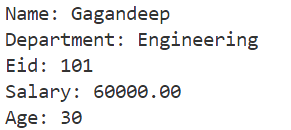 Name: Gagandeep
Department: Engineering
Eid: 101
Salary: 60000.00
Age: 30